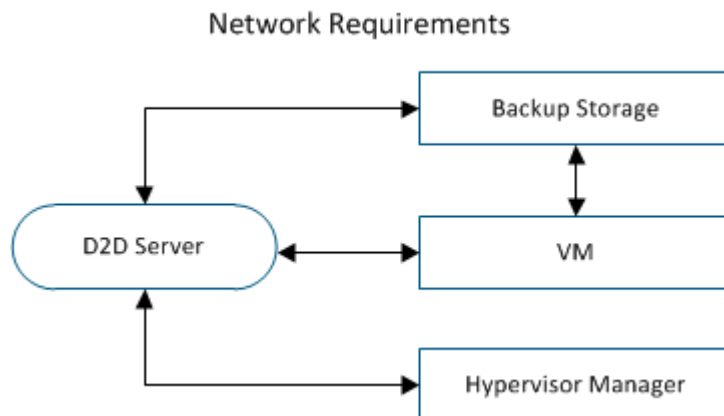 Network Requirements
Backup Storage
D2D Server
VM
Hypervisor Manager